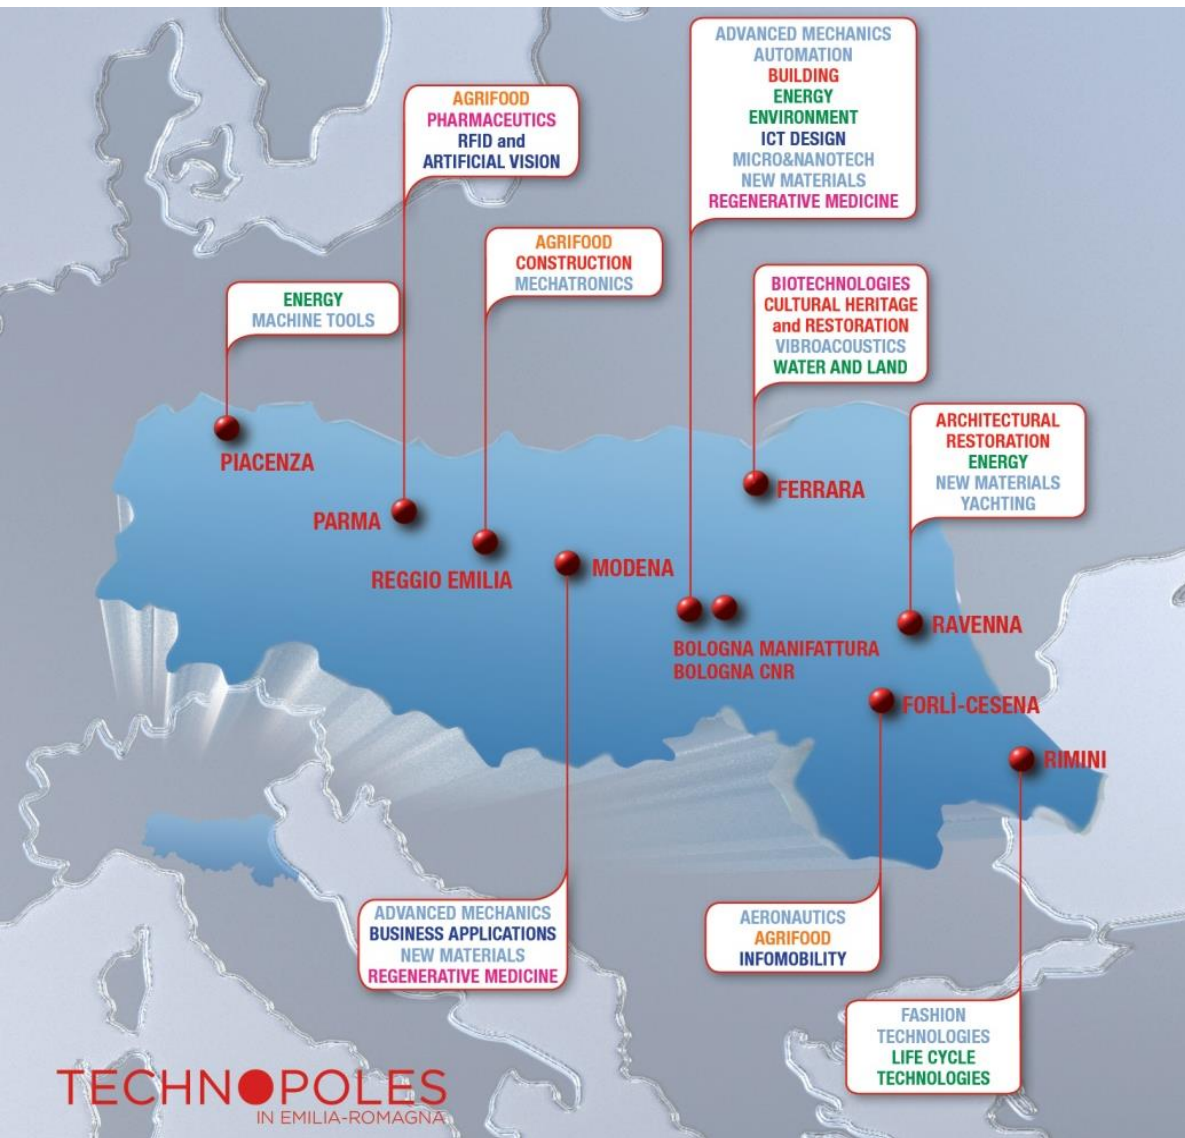 ADVANCED MECHANICS
AUTOMATION
BUILDING
ENERGY
ENVIRONMENT
ICT DESIGN
MICRO&NANOTECH
NEW MATERIALS
REGENERATIVE MEDICINE
AGRIFOOD
PHARMACEUTICS
RFID and
ARTIFICIAL VISION
AGRIFOOD
CONSTRUCTION
MECHATRONICS
ENERGY
MACHINE TOOLS
BIOTECHNOLOGIES
CULTURAL HERITAGE
and RESTORATION
VIBROACOUSTICS
WATER AND LAND
ARCHITECTURAL
RESTORATION
ENERGY
NEW MATERIALS
YACHTING
PIACENZA
PARMA
REGGIO EMILIA
MODENA
FERRARA
BOLOGNA MANIFATTURA
BOLOGNA CNR
RAVENNA
FORLÌ-CESENA
RIMINI
ADVANCED MECHANICS
BUSINESS APPLICATIONS
NEW MATERIALS
REGENERATIVE MEDICINE
AERONAUTICS
AGRIFOOD
INFOMOBILITY
FASHION
TECHNOLOGIES
LIFE CYCLE
TECHNOLOGIES
TECHNOPOLES
IN EMILIA-ROMAGNA